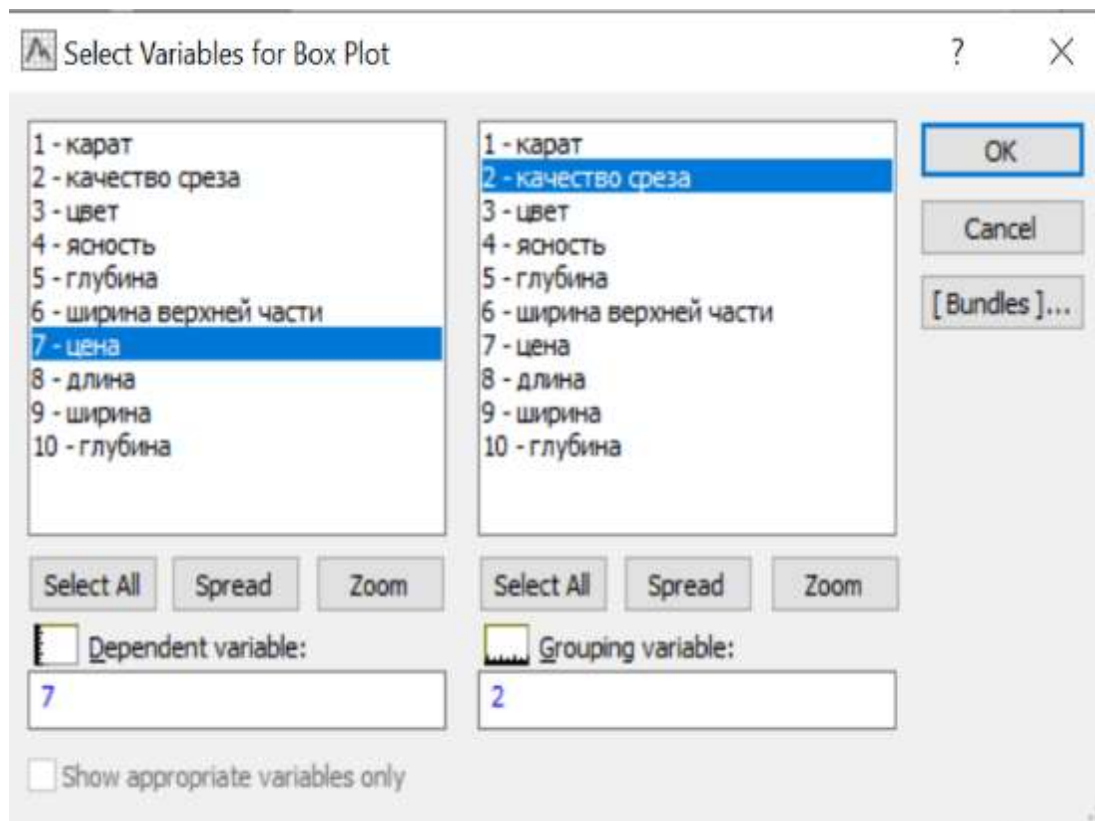 Select Variables for Box Plot
?
1 - карат
2 - качество среза
3 - цвет
4 - ясность
5 - глубина
6 - ширина верхней части
7 - цена
8 - длина
9 - ширина
10 - глубина
1 - карат
2 - качество среза
3 - цвет
4 - ясность
5 - глубина
6 - ширина верхней части
7 - цена
8 - длина
9 - ширина
10 - глубина
OK
Cancel
[ Bundles ]...
Select All
Spread
Zoom
Select All
Spread
Zoom
Dependent variable:
Grouping variable:
7
2
Show appropriate variables only